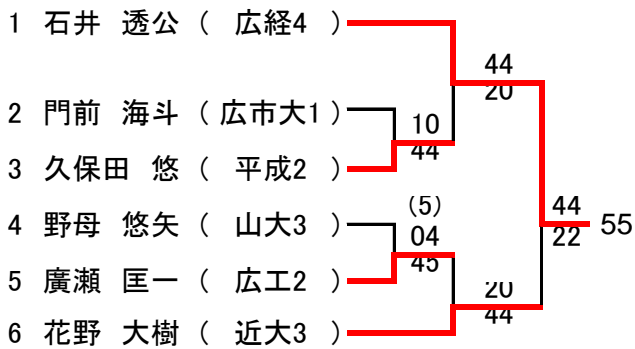 1 石井 透公 ( 広経4 )
44
20
2 門前 海斗 ( 広市大1 )
10
44
3 久保田 悠 ( 平成2 )
(5)
4 野母 悠矢 ( 山大3 )
04
45
44
22
55
5 廣瀬 匡一 ( 広工2 )
20
44
6 花野 大樹 ( 近大3 )